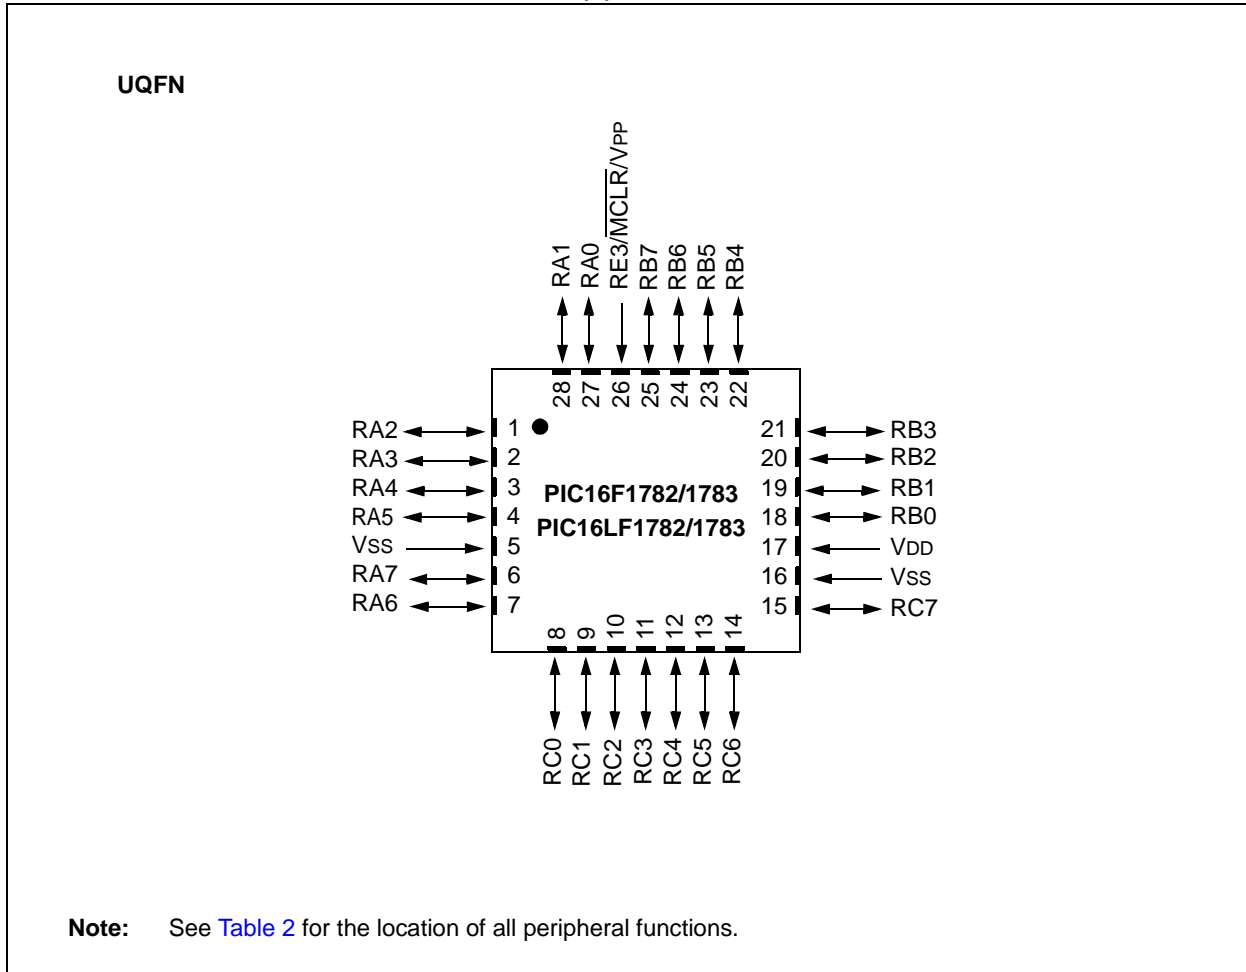 UQFN
RA1
RA0
RE3/MCLR/VPP
RB7
RB6
RB5
RB4
28
27
26
25
24
23
22
RA2 1
RA3 2
RA4 3
RA5 4
VSS 5
RA7 6
RA6 7
PIC16F1782/1783
PIC16LF1782/1783
21 RB3
20 RB2
19 RB1
18 RB0
17 VDD
16 VSS
15 RC7
8
9
10
11
12
13
14
RC0
RC1
RC2
RC3
RC4
RC5
RC6
Note: See Table 2 for the location of all peripheral functions.